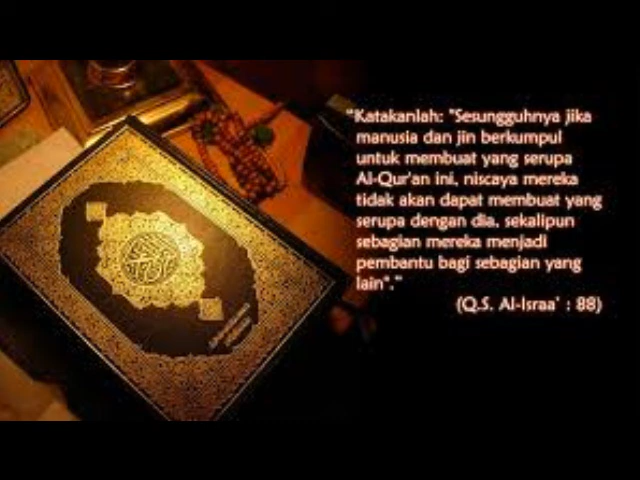 "Katakanlah: "Sesungguhnya jika
manusia dan jin berkumpul
untuk membuat yang serupa
Al-Qur'an ini, niscaya mereka
tidak akan dapat membuat yang
serupa dengan dia, sekalipun
sebagian mereka menjadi
pembantu bagi sebagian yang
lain"."
(Q.S. Al-Israa' : 88)